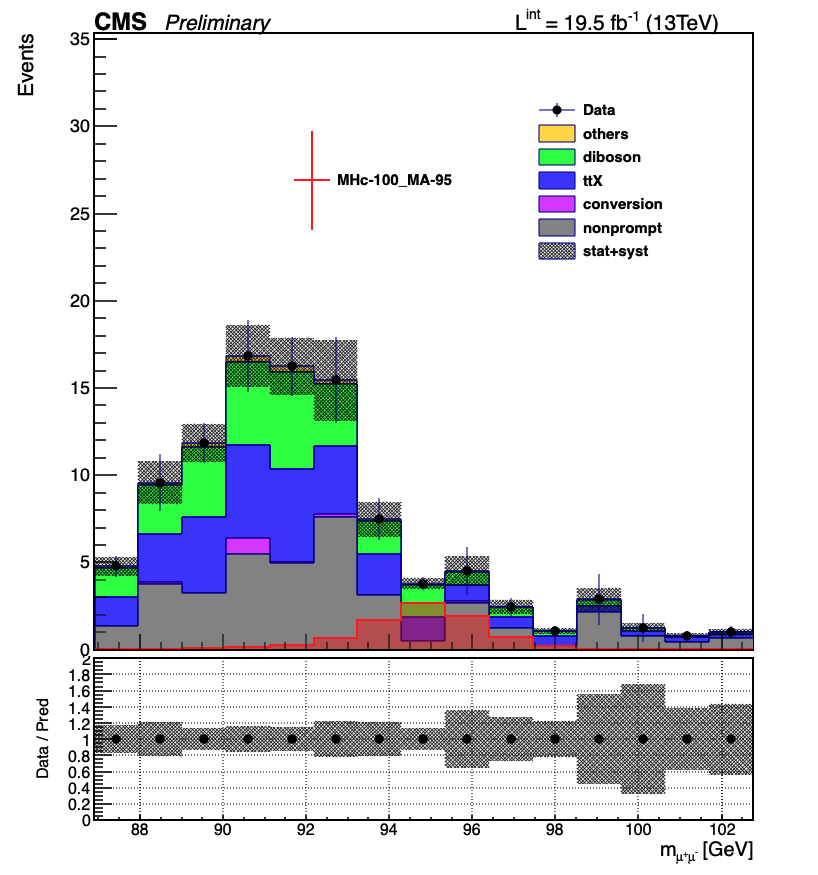 CMS Preliminary L^int = 19.5 fb^-1 (13TeV)
Events
35
30
25
20
15
10
5
0
Data
others
diboson
ttX
conversion
nonprompt
stat+syst
MHc-100_MA-95
Data / Pred
2
1.8
1.6
1.4
1.2
1
0.8
0.6
0.4
0.2
0
88 90 92 94 96 98 100 102
m_μ⁺μ⁻ [GeV]